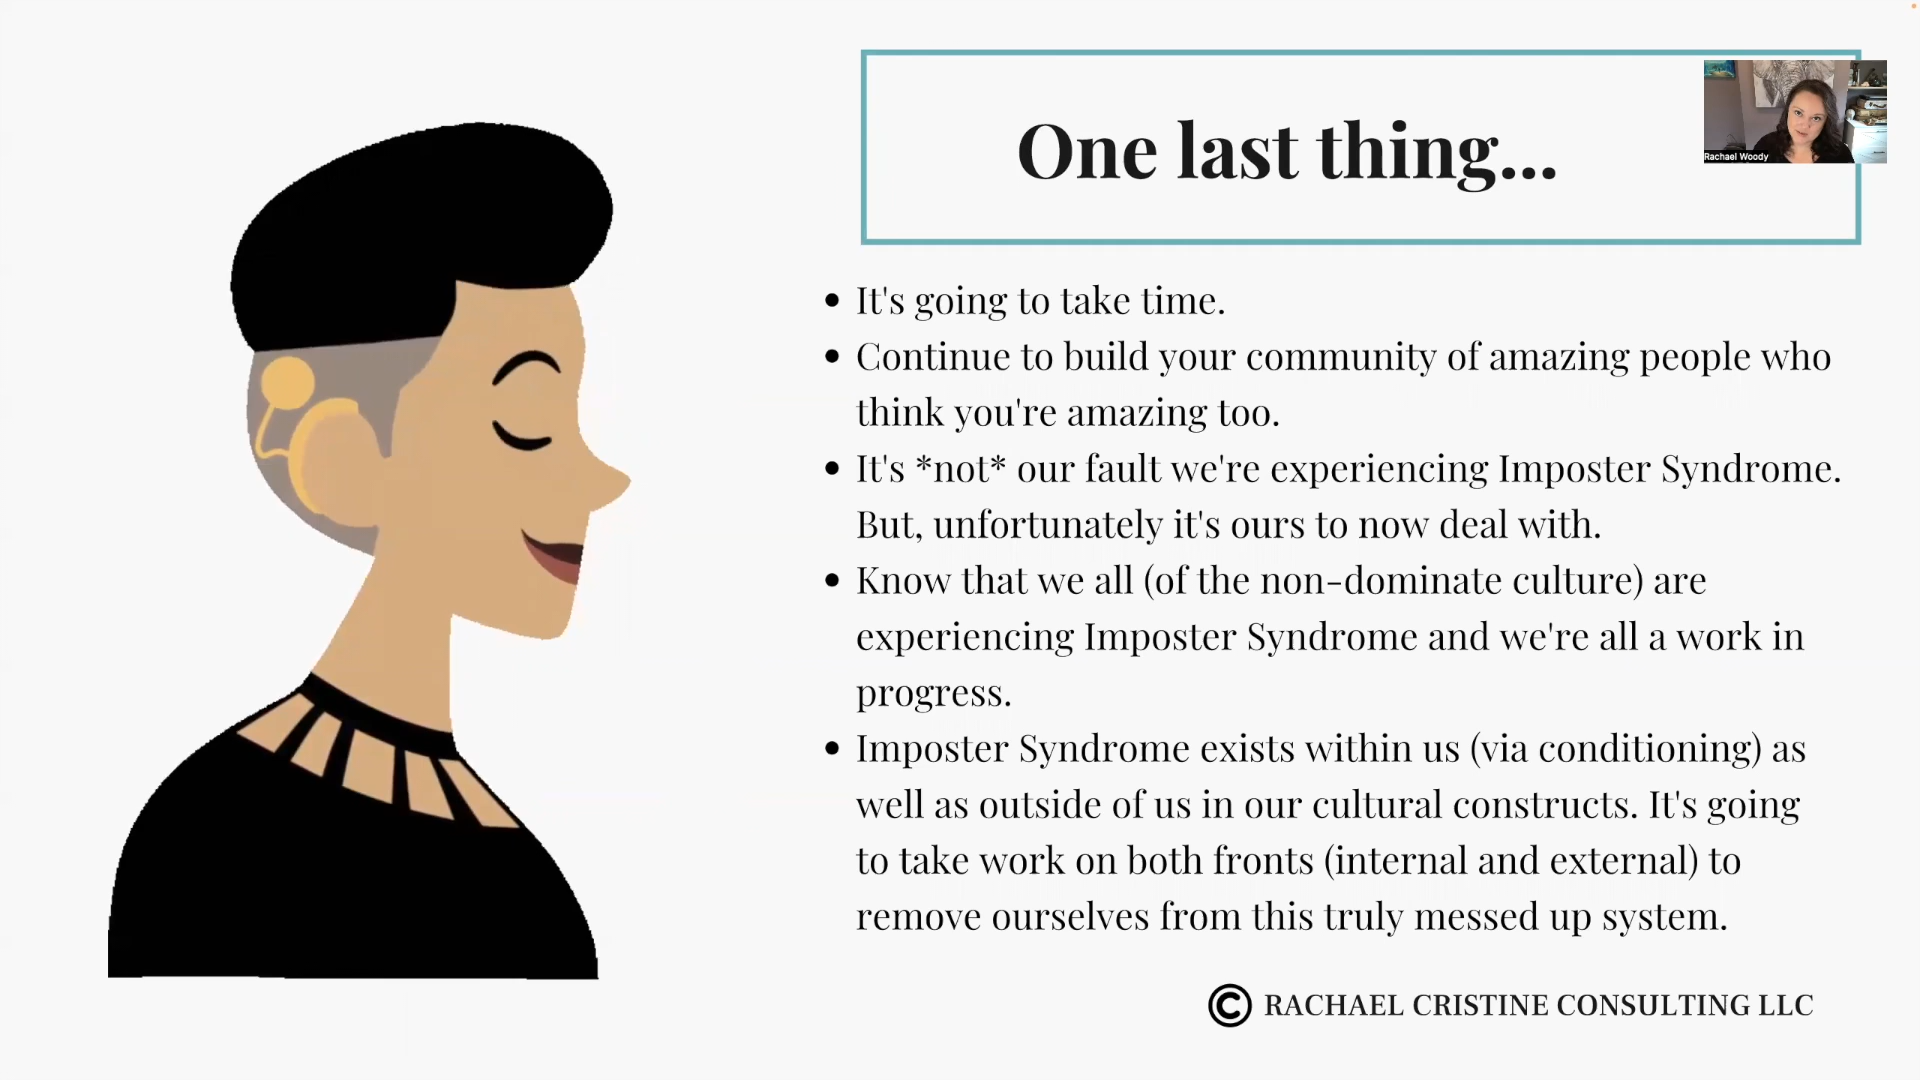 One last thing...
Rachael Woody
• It's going to take time.
• Continue to build your community of amazing people who
think you're amazing too.
• It's *not* our fault we're experiencing Imposter Syndrome.
But, unfortunately it's ours to now deal with.
• Know that we all (of the non-dominate culture) are
experiencing Imposter Syndrome and we're all a work in
progress.
• Imposter Syndrome exists within us (via conditioning) as
well as outside of us in our cultural constructs. It's going
to take work on both fronts (internal and external) to
remove ourselves from this truly messed up system.
© RACHAEL CRISTINE CONSULTING LLC